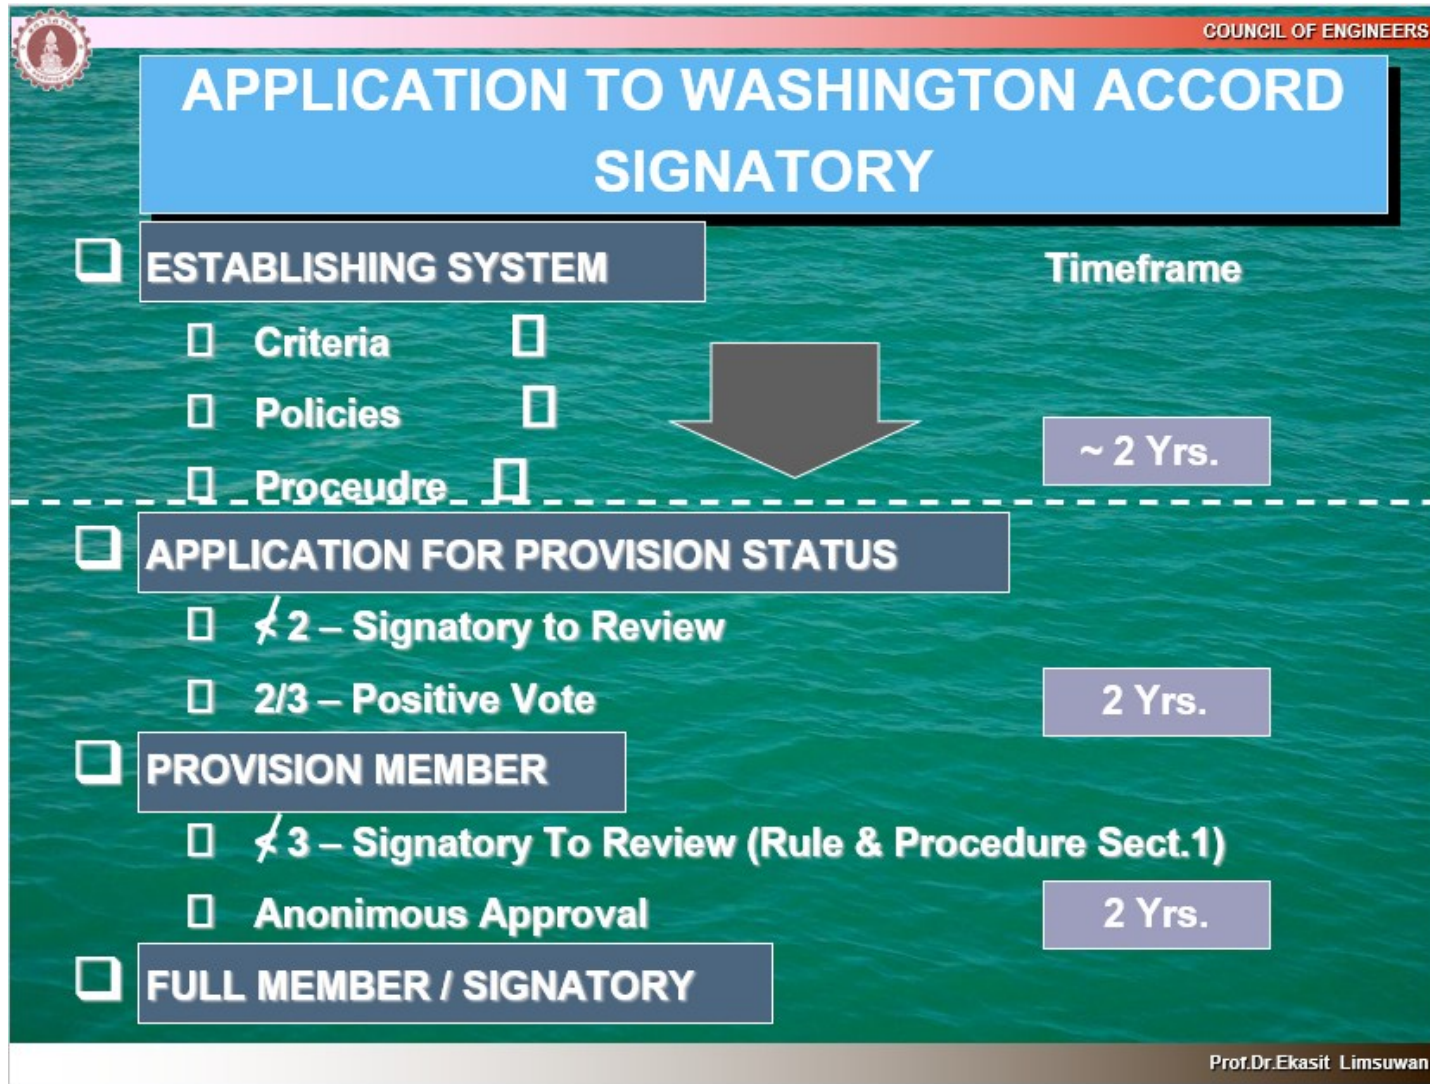 COUNCIL OF ENGINEERS
APPLICATION TO WASHINGTON ACCORD
SIGNATORY
ESTABLISHING SYSTEM
Timeframe
Criteria
Policies
~ 2 Yrs.
Proceudre
APPLICATION FOR PROVISION STATUS
≮ 2 – Signatory to Review
2/3 – Positive Vote
2 Yrs.
PROVISION MEMBER
≮ 3 – Signatory To Review (Rule & Procedure Sect.1)
Anonimous Approval
2 Yrs.
FULL MEMBER / SIGNATORY
Prof.Dr.Ekasit Limsuwan